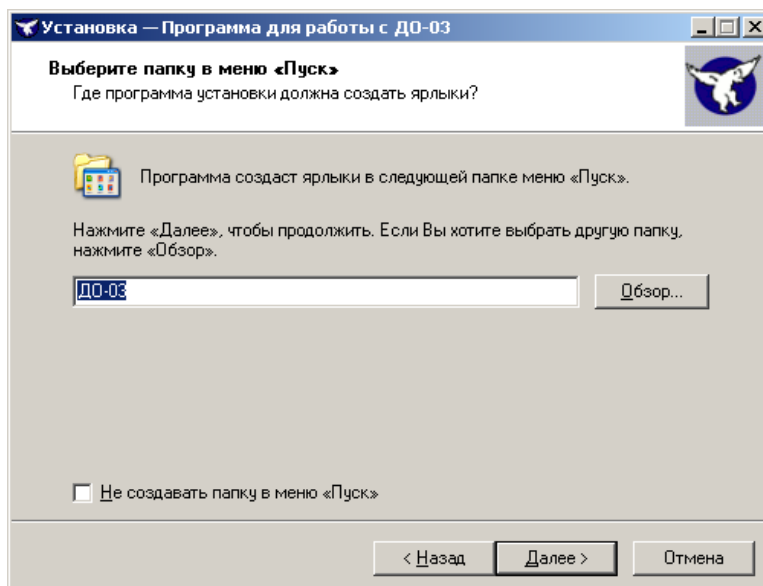 Установка — Программа для работы с ДО-03
Выберите папку в меню «Пуск»
Где программа установки должна создать ярлыки?
Программа создаст ярлыки в следующей папке меню «Пуск».
Нажмите «Далее», чтобы продолжить. Если Вы хотите выбрать другую папку,
нажмите «Обзор».
ДО-03
Обзор...
Не создавать папку в меню «Пуск»
< Назад
Далее >
Отмена